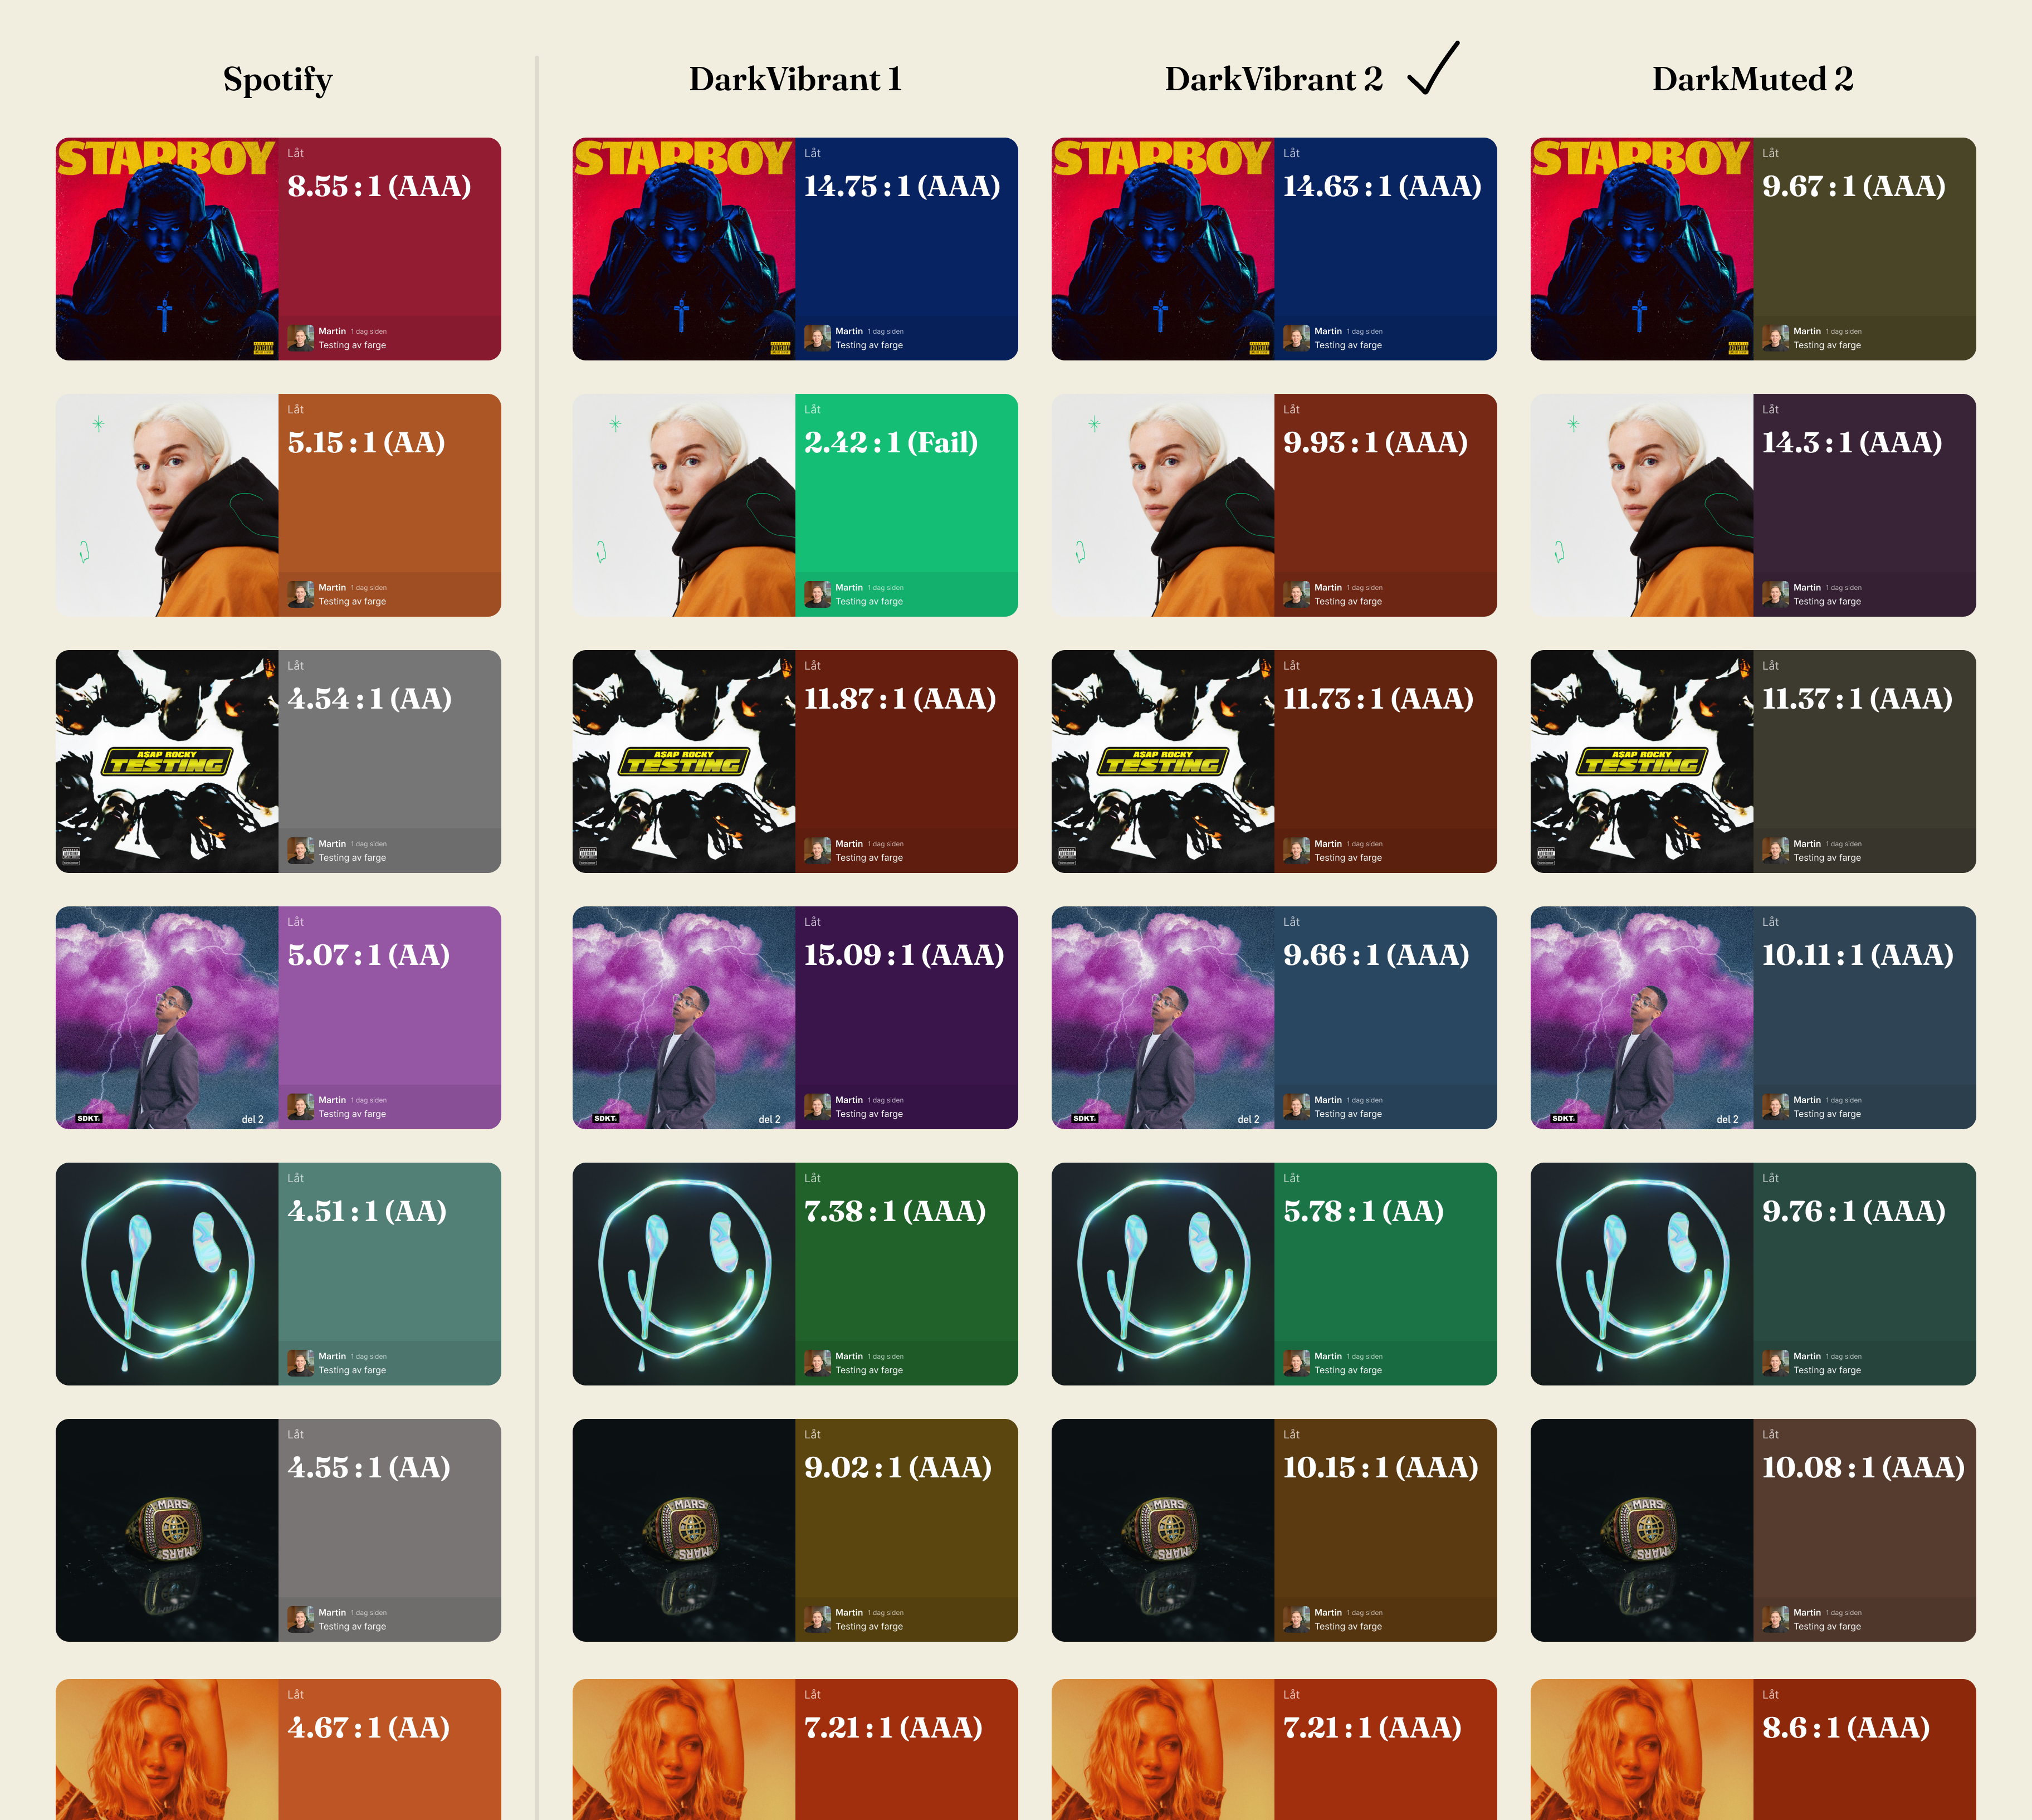 Spotify
DarkVibrant 1
DarkVibrant 2
DarkMuted 2
STARBOY
Låt
8.55 : 1 (AAA)
Martin 1 dag siden
Testing av farge
STARBOY
Låt
14.75 : 1 (AAA)
Martin 1 dag siden
Testing av farge
STARBOY
Låt
14.63 : 1 (AAA)
Martin 1 dag siden
Testing av farge
STARBOY
Låt
9.67 : 1 (AAA)
Martin 1 dag siden
Testing av farge
Låt
5.15 : 1 (AA)
Martin 1 dag siden
Testing av farge
Låt
2.42 : 1 (Fail)
Martin 1 dag siden
Testing av farge
Låt
9.93 : 1 (AAA)
Martin 1 dag siden
Testing av farge
Låt
14.3 : 1 (AAA)
Martin 1 dag siden
Testing av farge
A$AP ROCKY
TESTING
Låt
4.54 : 1 (AA)
Martin 1 dag siden
Testing av farge
A$AP ROCKY
TESTING
Låt
11.87 : 1 (AAA)
Martin 1 dag siden
Testing av farge
A$AP ROCKY
TESTING
Låt
11.73 : 1 (AAA)
Martin 1 dag siden
Testing av farge
A$AP ROCKY
TESTING
Låt
11.37 : 1 (AAA)
Martin 1 dag siden
Testing av farge
SDKT.
del 2
Låt
5.07 : 1 (AA)
Martin 1 dag siden
Testing av farge
SDKT.
del 2
Låt
15.09 : 1 (AAA)
Martin 1 dag siden
Testing av farge
SDKT.
del 2
Låt
9.66 : 1 (AAA)
Martin 1 dag siden
Testing av farge
SDKT.
del 2
Låt
10.11 : 1 (AAA)
Martin 1 dag siden
Testing av farge
Låt
4.51 : 1 (AA)
Martin 1 dag siden
Testing av farge
Låt
7.38 : 1 (AAA)
Martin 1 dag siden
Testing av farge
Låt
5.78 : 1 (AA)
Martin 1 dag siden
Testing av farge
Låt
9.76 : 1 (AAA)
Martin 1 dag siden
Testing av farge
MARS
MARS
Låt
4.55 : 1 (AA)
Martin 1 dag siden
Testing av farge
MARS
MARS
Låt
9.02 : 1 (AAA)
Martin 1 dag siden
Testing av farge
MARS
MARS
Låt
10.15 : 1 (AAA)
Martin 1 dag siden
Testing av farge
MARS
MARS
Låt
10.08 : 1 (AAA)
Martin 1 dag siden
Testing av farge
Låt
4.67 : 1 (AA)
Låt
7.21 : 1 (AAA)
Låt
7.21 : 1 (AAA)
Låt
8.6 : 1 (AAA)